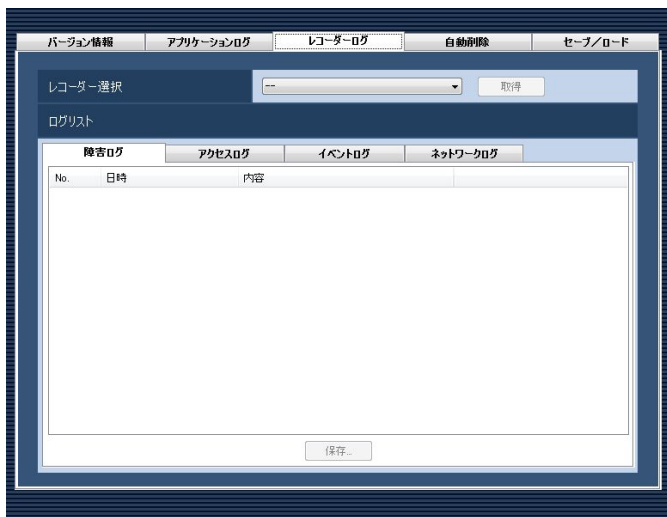 バージョン情報 アプリケーションログ レコーダーログ 自動削除 セーブ/ロード
レコーダー選択 -- 取得
ログリスト
障害ログ アクセスログ イベントログ ネットワークログ
No. 日時 内容
保存...